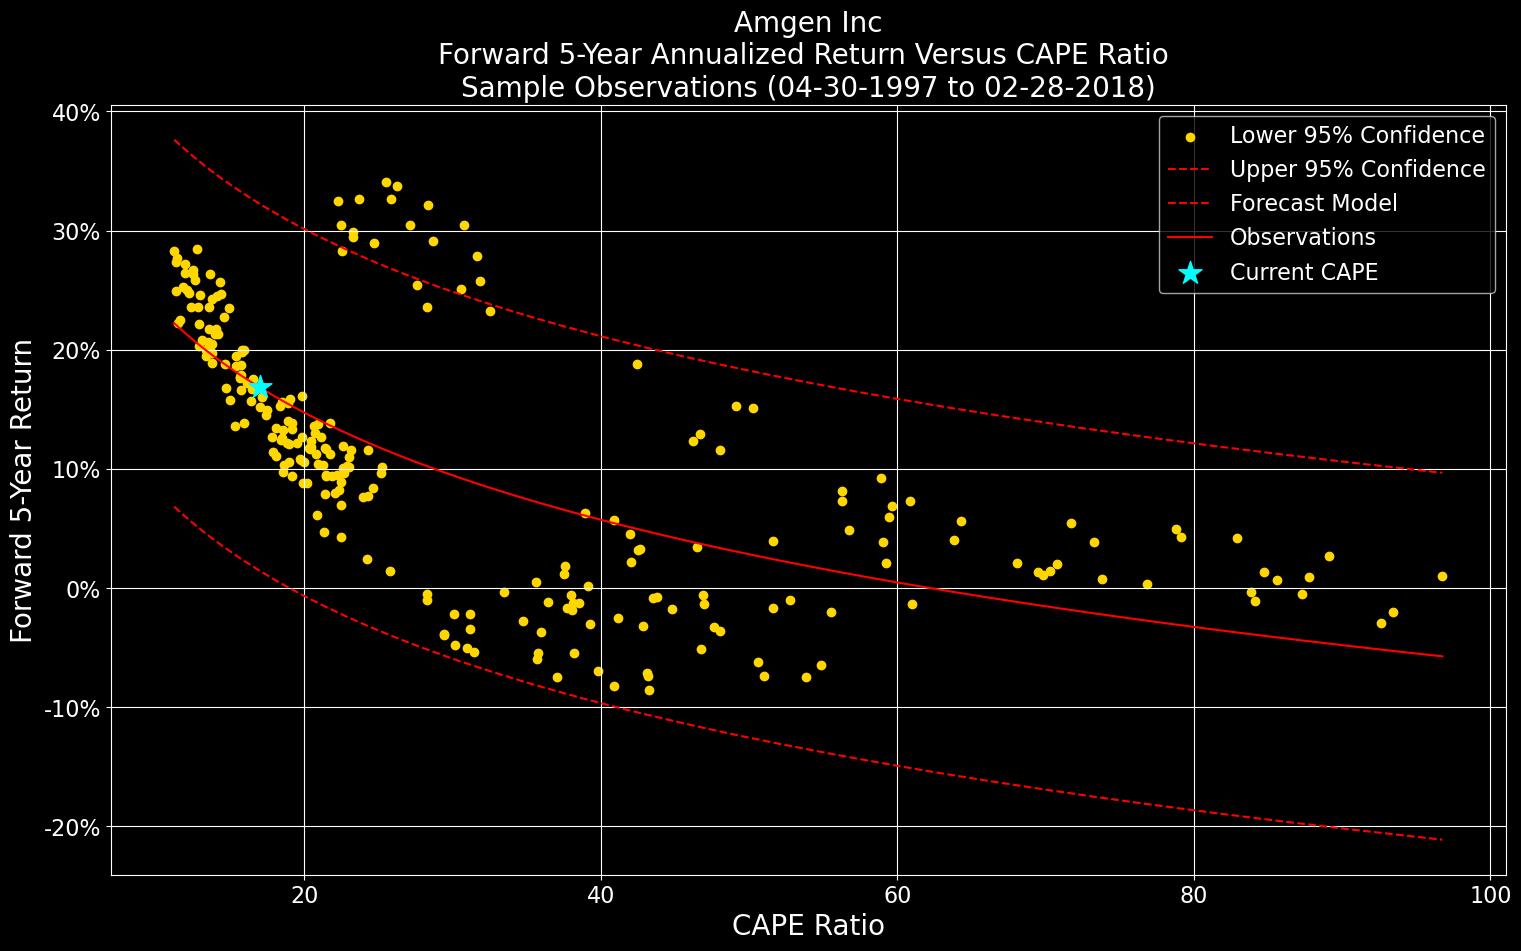 Amgen Inc
Forward 5-Year Annualized Return Versus CAPE Ratio
Sample Observations (04-30-1997 to 02-28-2018)
40%
30%
20%
10%
0%
-10%
-20%
Forward 5-Year Return
Lower 95% Confidence
Upper 95% Confidence
Forecast Model
Observations
Current CAPE
20
40
60
80
100
CAPE Ratio